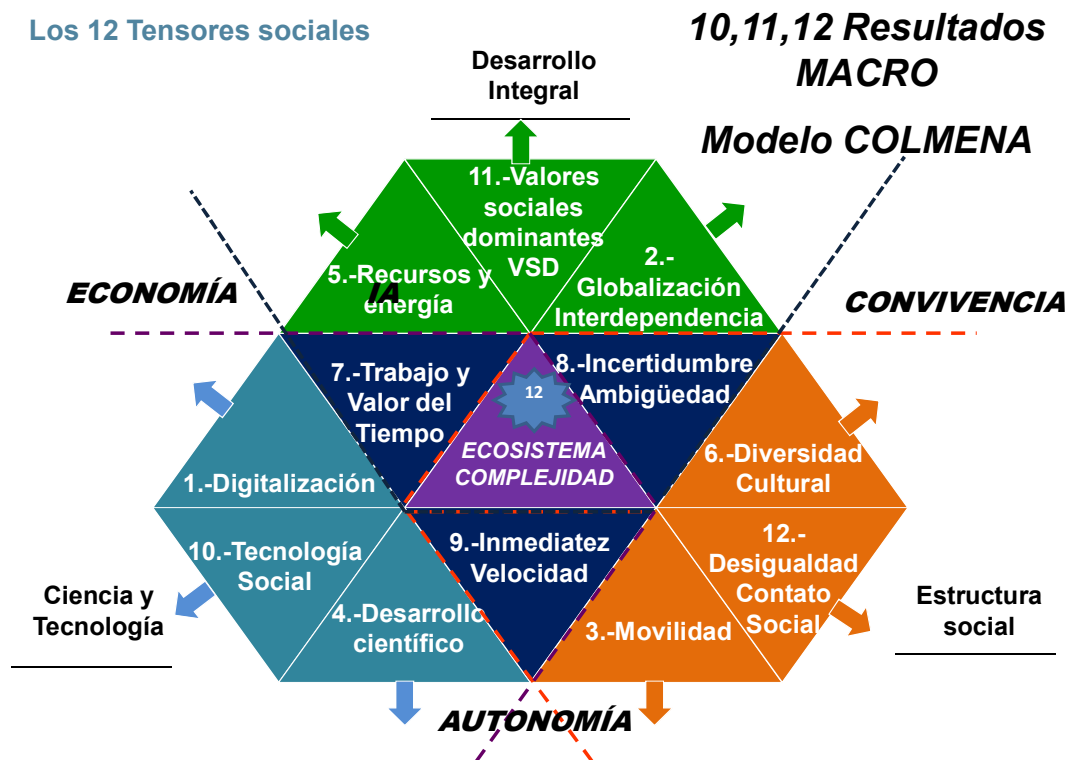 Los 12 Tensores sociales
10,11,12 Resultados
MACRO
Modelo COLMENA
Desarrollo
Integral
11.-Valores
sociales
dominantes
VSD
5.-Recursos y
energía
IA
2.-
Globalización
Interdependencia
ECONOMÍA
CONVIVENCIA
7.-Trabajo y
Valor del
Tiempo
12
8.-Incertidumbre
Ambigüedad
ECOSISTEMA
COMPLEJIDAD
1.-Digitalización
6.-Diversidad
Cultural
10.-Tecnología
Social
9.-Inmediatez
Velocidad
12.-
Desigualdad
Contato
Social
4.-Desarrollo
científico
3.-Movilidad
Ciencia y
Tecnología
Estructura
social
AUTONOMÍA